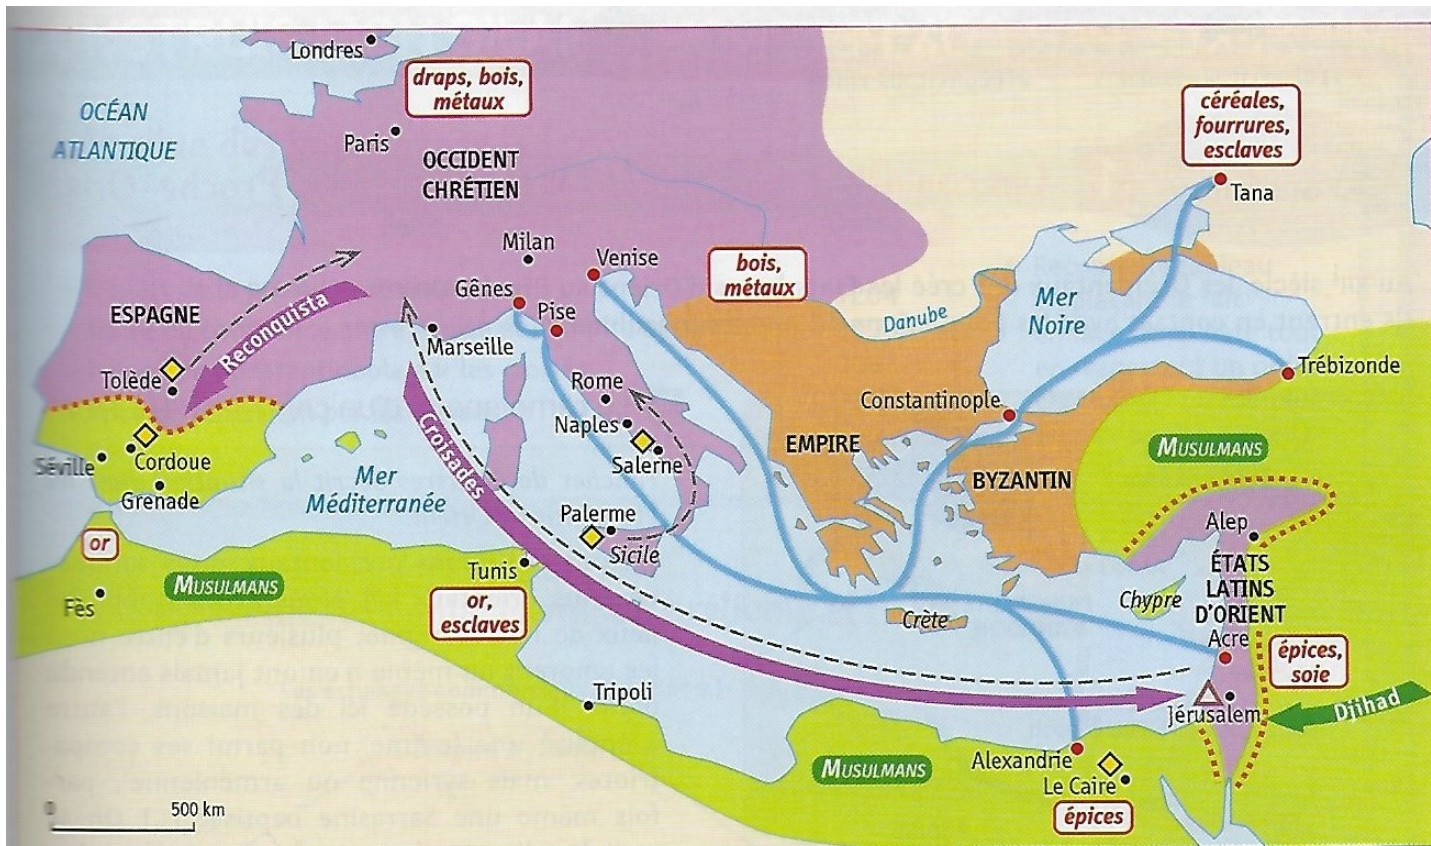 Londres
draps, bois,
métaux
OCÉAN
ATLANTIQUE
Paris
OCCIDENT
CHRÉTIEN
céréales,
fourrures,
esclaves
Tana
Milan
Venise
Gênes
Pise
bois,
métaux
Danube
Mer
Noire
ESPAGNE
Reconquista
Marseille
Tolède
Rome
Naples
Salerne
Constantinople
Trébizonde
EMPIRE
BYZANTIN
MUSULMANS
Séville
Cordoue
Grenade
Mer
Méditerranée
Croisades
Palerme
Sicile
Alep
ÉTATS
LATINS
D'ORIENT
Chypre
Crète
or
Fès
MUSULMANS
Tunis
or,
esclaves
Acre
épices,
soie
Tripoli
Jérusalem
Djihad
MUSULMANS
Alexandrie
Le Caire
épices
0
500 km